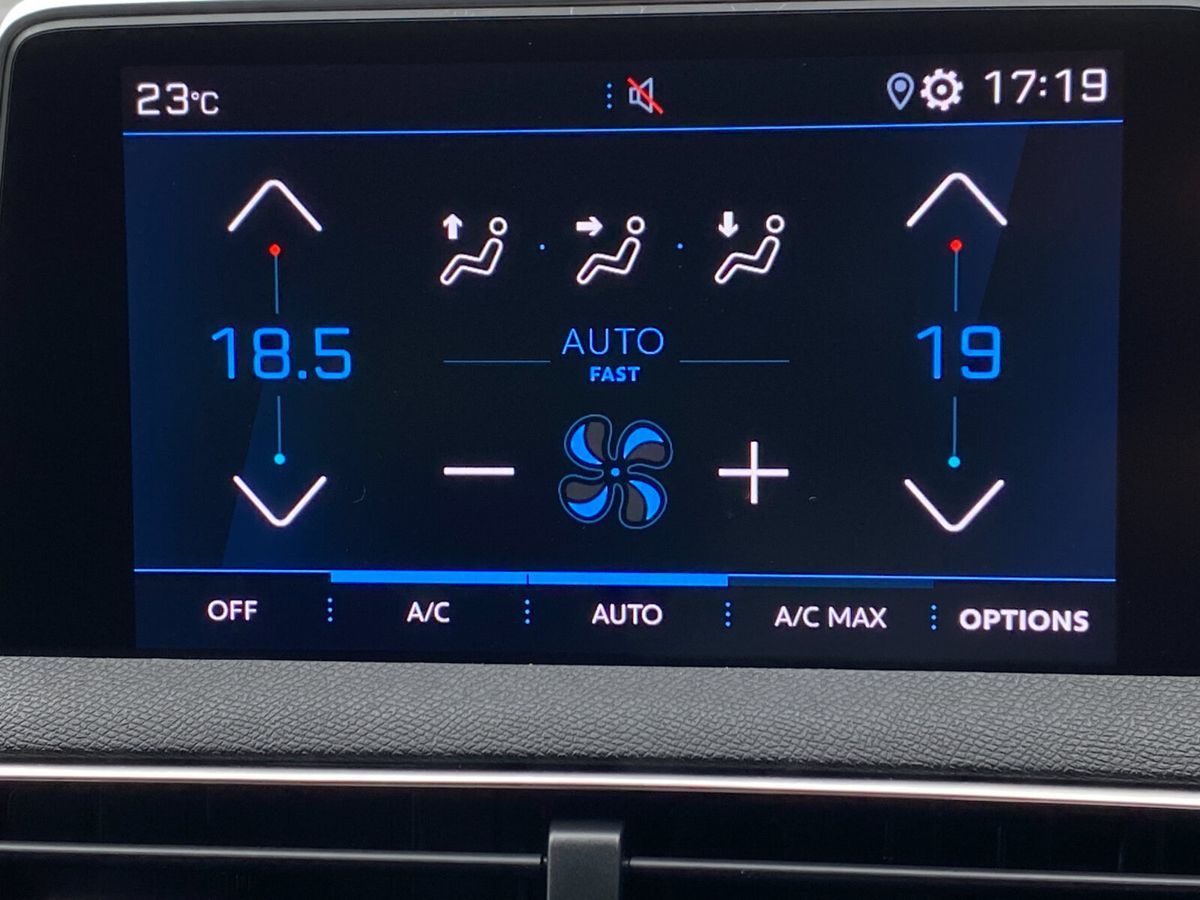 23°C 17:19
18.5 19
AUTO
FAST
OFF A/C AUTO A/C MAX OPTIONS